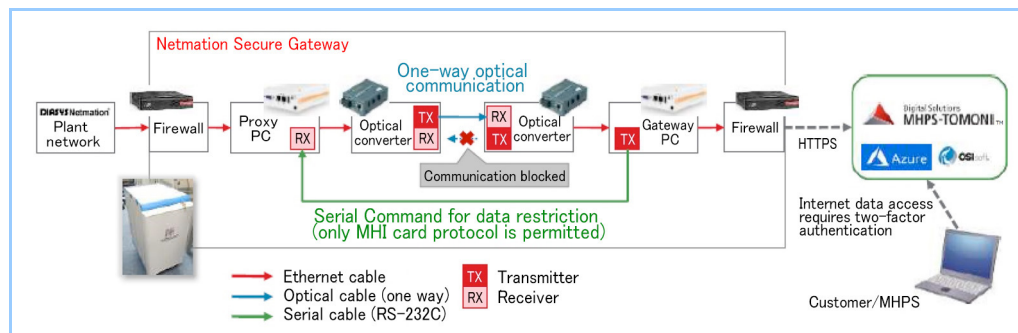 Netmation Secure Gateway
One-way optical
communication
DIASYS Netmation®
Plant
network
Firewall
Proxy
PC
RX
Optical
converter
TX
RX
RX
TX
Optical
converter
TX
Gateway
PC
Firewall
HTTPS
Digital Solutions
MHPS-TOMONI™
Azure
OSIsoft.
Communication blocked
Serial Command for data restriction
(only MHI card protocol is permitted)
Internet data access
requires two-factor
authentication
Customer/MHPS
Ethernet cable
Optical cable (one way)
Serial cable (RS-232C)
TX Transmitter
RX Receiver